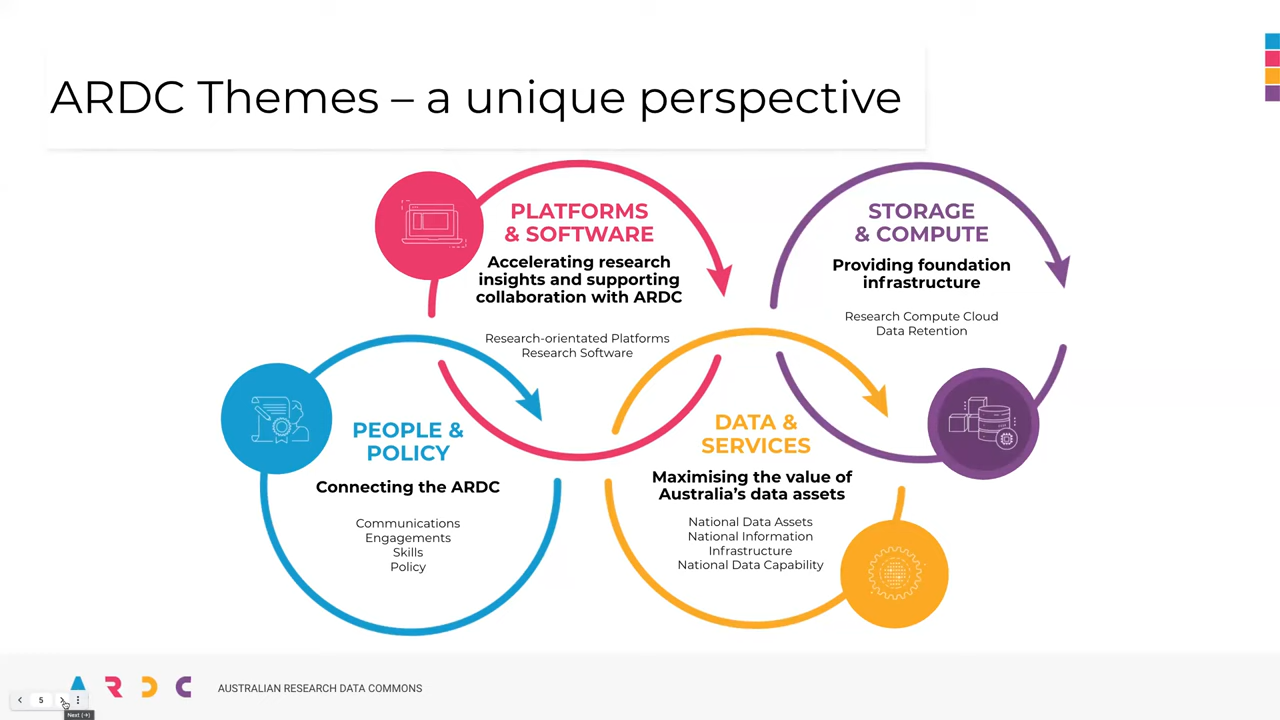 ARDC Themes – a unique perspective
PLATFORMS
& SOFTWARE
Accelerating research
insights and supporting
collaboration with ARDC
Research-orientated Platforms
Research Software
STORAGE
& COMPUTE
Providing foundation
infrastructure
Research Compute Cloud
Data Retention
PEOPLE &
POLICY
Connecting the ARDC
Communications
Engagements
Skills
Policy
DATA &
SERVICES
Maximising the value of
Australia’s data assets
National Data Assets
National Information
Infrastructure
National Data Capability
A R D C
AUSTRALIAN RESEARCH DATA COMMONS
5
Next (→)